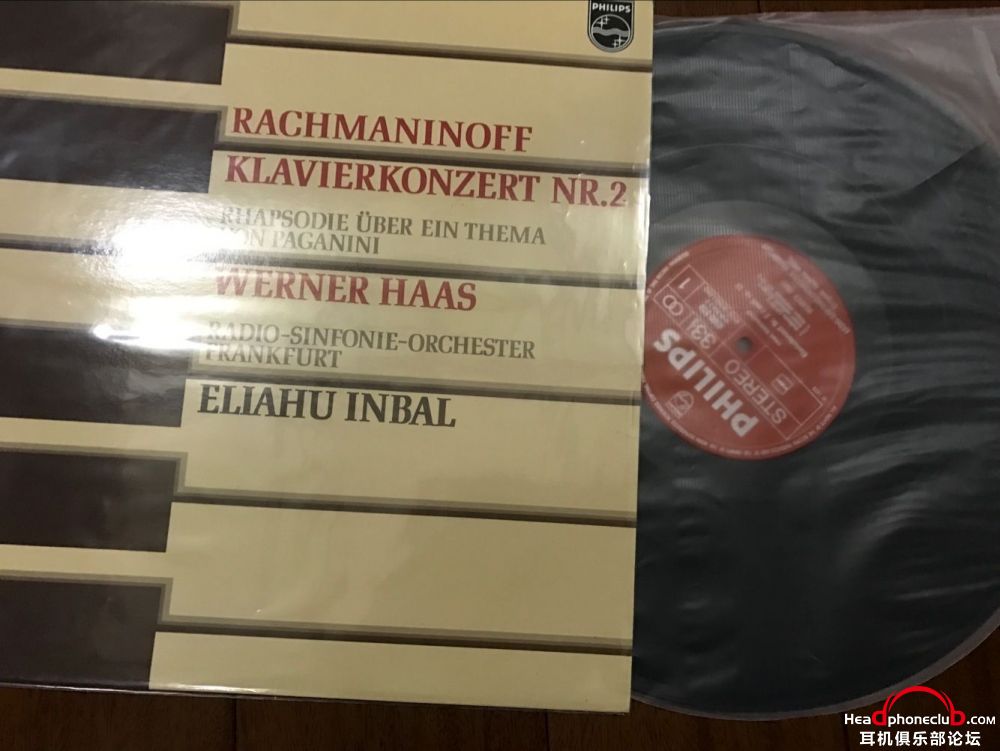 PHILIPS
RACHMANINOFF
KLAVIERKONZERT NR.2
RHAPSODIE ÜBER EIN THEMA
VON PAGANINI
WERNER HAAS
RADIO-SINFONIE-ORCHESTER
FRANKFURT
ELIAHU INBAL
PHILIPS
STEREO 33
1
Headphoneclub.com
耳机俱乐部论坛